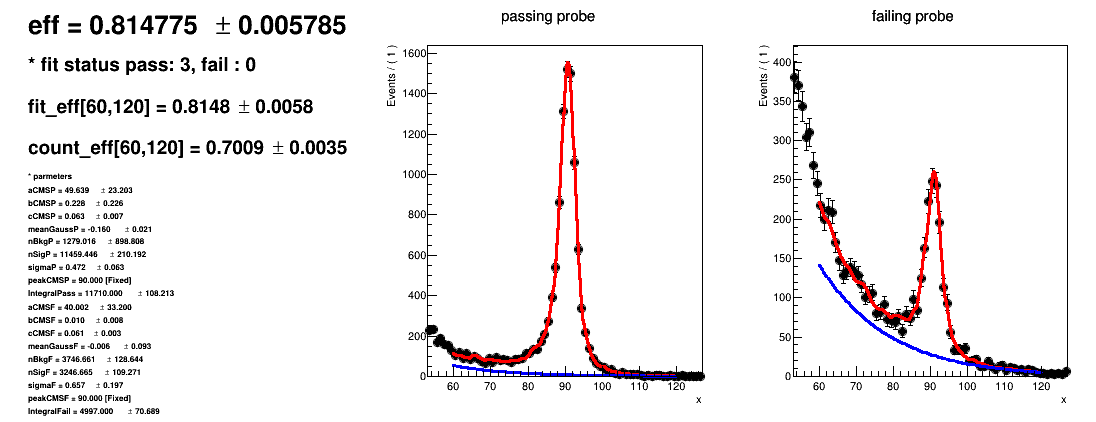 eff = 0.814775 ± 0.005785
* fit status pass: 3, fail : 0
fit_eff[60,120] = 0.8148 ± 0.0058
count_eff[60,120] = 0.7009 ± 0.0035
* parmeters
aCMSP = 49.639 ± 23.203
bCMSP = 0.228 ± 0.226
cCMSP = 0.063 ± 0.007
meanGaussP = -0.160 ± 0.021
nBkgP = 1279.016 ± 898.808
nSigP = 11459.446 ± 210.192
sigmaP = 0.472 ± 0.063
peakCMSP = 90.000 [Fixed]
IntegralPass = 11710.000 ± 108.213
aCMSF = 40.002 ± 33.200
bCMSF = 0.010 ± 0.008
cCMSF = 0.061 ± 0.003
meanGaussF = -0.006 ± 0.093
nBkgF = 3746.661 ± 128.644
nSigF = 3246.665 ± 109.271
sigmaF = 0.657 ± 0.197
peakCMSF = 90.000 [Fixed]
IntegralFail = 4997.000 ± 70.689
passing probe
Events / ( 1 )
1600
1400
1200
1000
800
600
400
200
0
60 70 80 90 100 110 120
x
failing probe
Events / ( 1 )
400
350
300
250
200
150
100
50
0
60 70 80 90 100 110 120
x